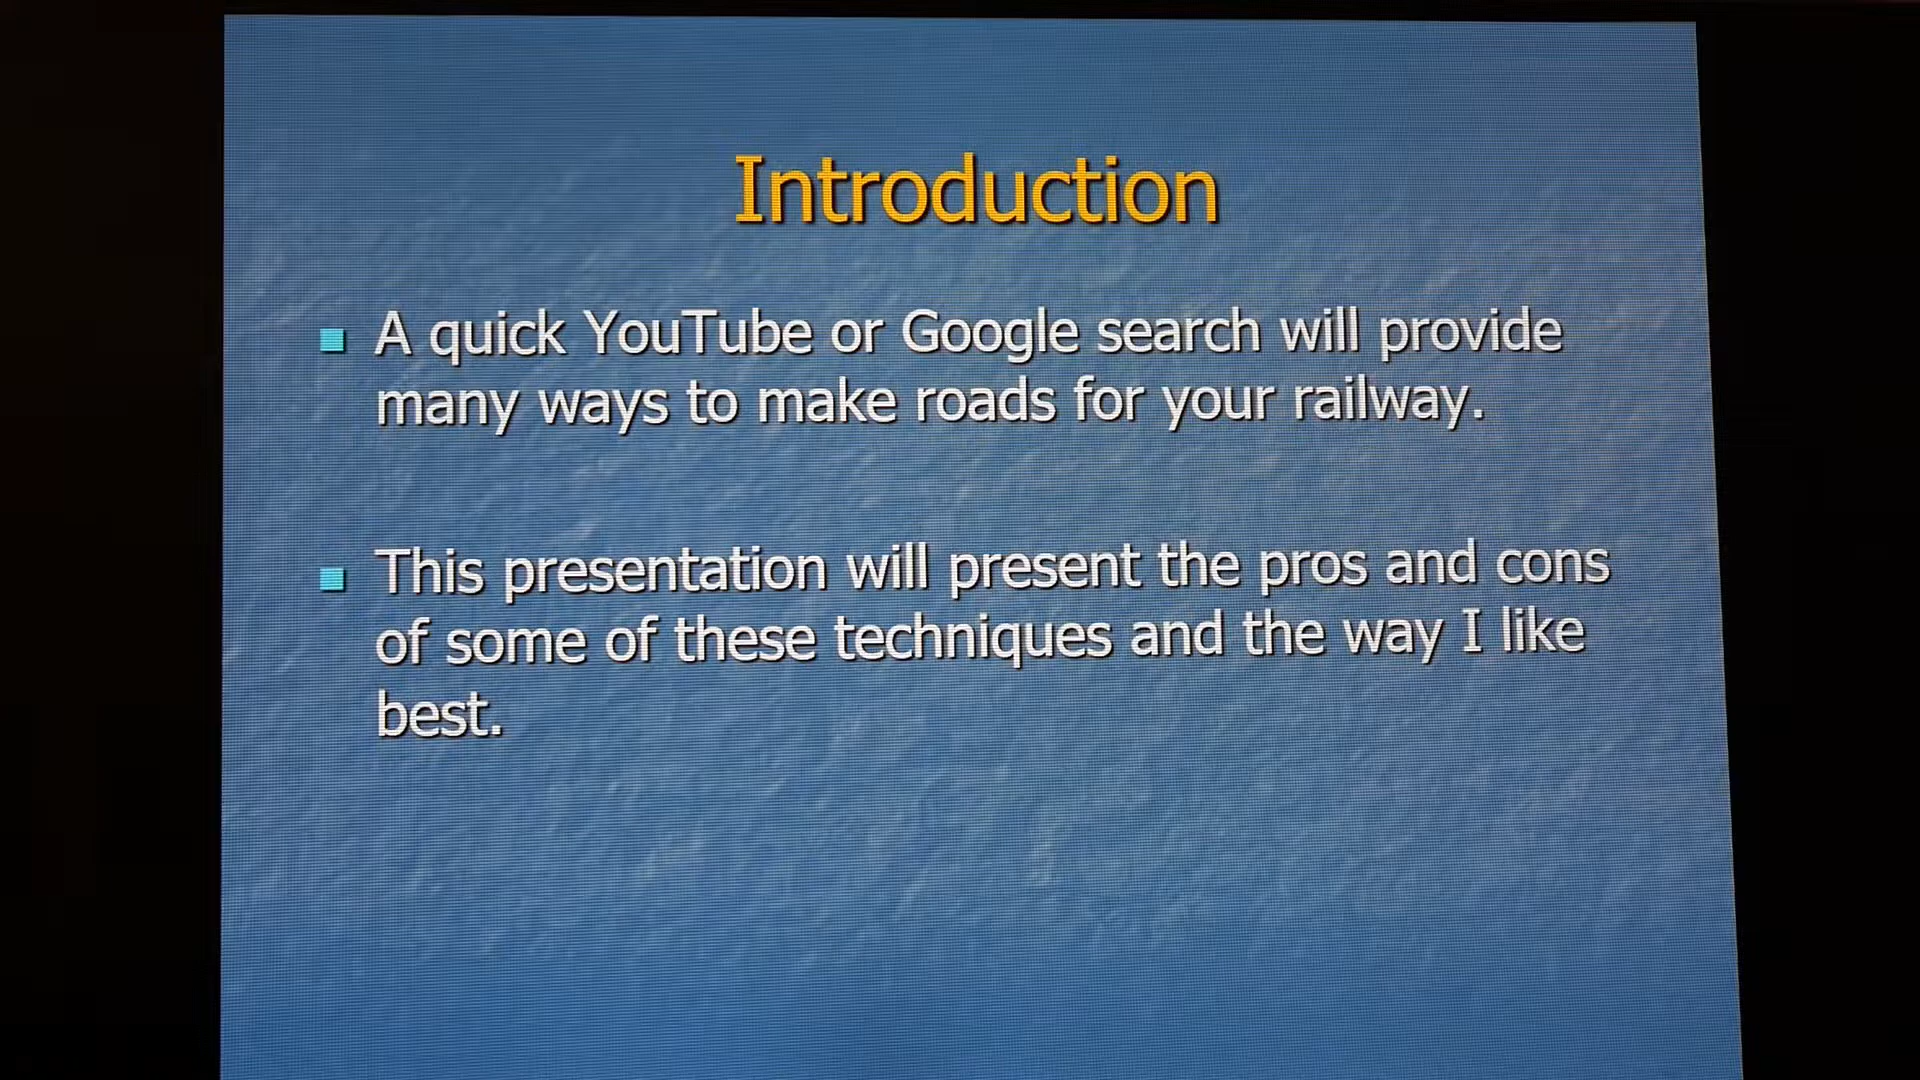 Introduction
A quick YouTube or Google search will provide
many ways to make roads for your railway.
This presentation will present the pros and cons
of some of these techniques and the way I like
best.